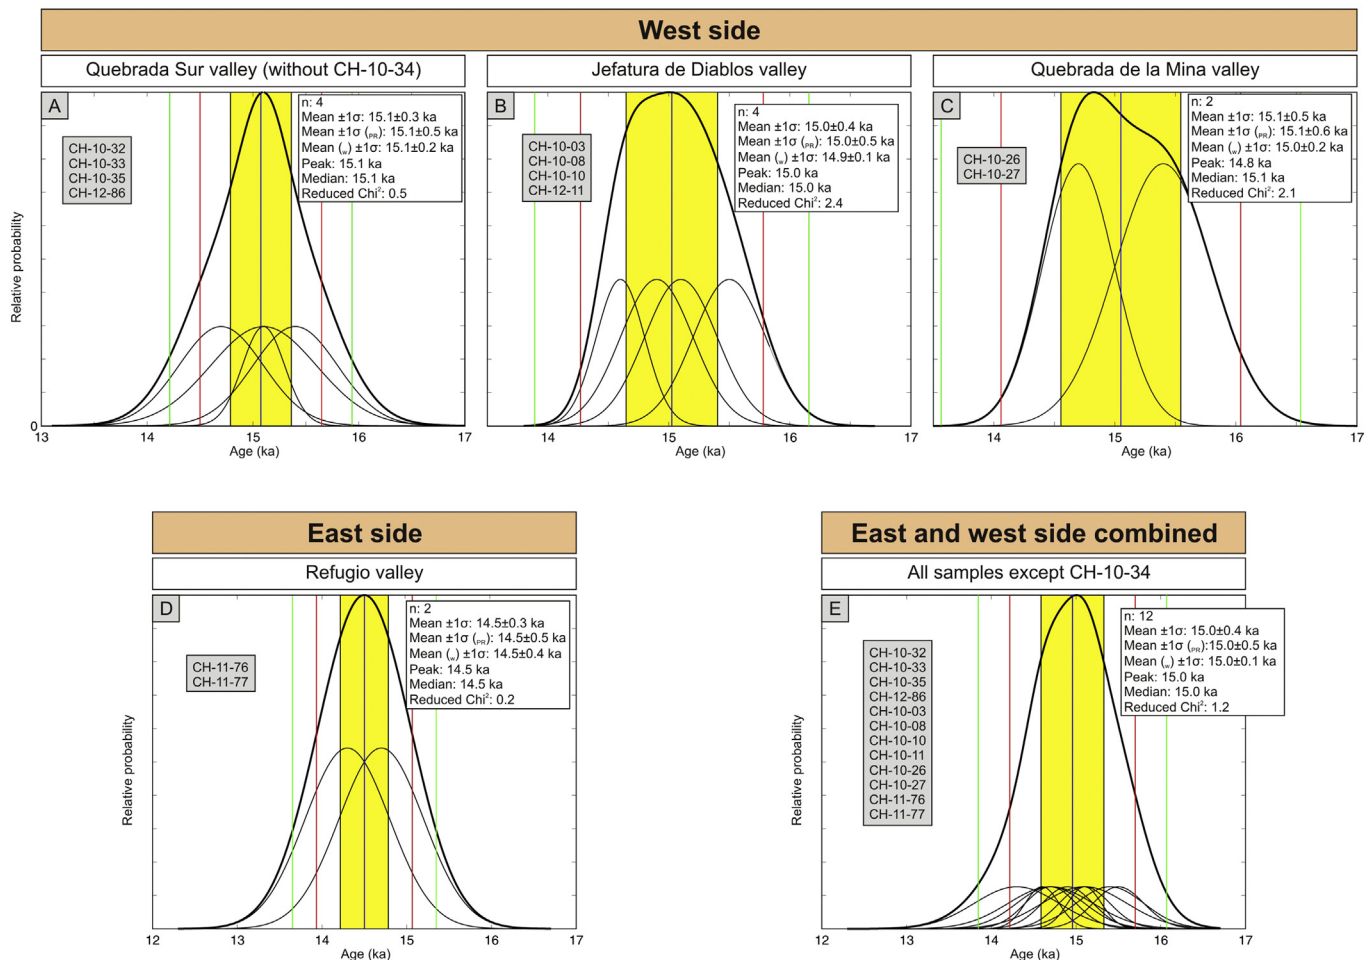 West side
Quebrada Sur valley (without CH-10-34)
Jefatura de Diablos valley
Quebrada de la Mina valley
A
CH-10-32
CH-10-33
CH-10-35
CH-12-86
n: 4
Mean ±1σ: 15.1±0.3 ka
Mean ±1σ (PR): 15.1±0.5 ka
Mean (w) ±1σ: 15.1±0.2 ka
Peak: 15.1 ka
Median: 15.1 ka
Reduced Chi²: 0.5
Relative probability
0
13 14 15 16 17
Age (ka)
B
CH-10-03
CH-10-08
CH-10-10
CH-12-11
n: 4
Mean ±1σ: 15.0±0.4 ka
Mean ±1σ (PR): 15.0±0.5 ka
Mean (w) ±1σ: 14.9±0.1 ka
Peak: 15.0 ka
Median: 15.0 ka
Reduced Chi²: 2.4
14 15 16 17
Age (ka)
C
CH-10-26
CH-10-27
n: 2
Mean ±1σ: 15.1±0.5 ka
Mean ±1σ (PR): 15.1±0.6 ka
Mean (w) ±1σ: 15.0±0.2 ka
Peak: 14.8 ka
Median: 15.1 ka
Reduced Chi²: 2.1
14 15 16 17
Age (ka)
East side
Refugio valley
D
CH-11-76
CH-11-77
n: 2
Mean ±1σ: 14.5±0.3 ka
Mean ±1σ (PR): 14.5±0.5 ka
Mean (w) ±1σ: 14.5±0.4 ka
Peak: 14.5 ka
Median: 14.5 ka
Reduced Chi²: 0.2
Relative probability
12 13 14 15 16 17
Age (ka)
East and west side combined
All samples except CH-10-34
E
CH-10-32
CH-10-33
CH-10-35
CH-12-86
CH-10-03
CH-10-08
CH-10-10
CH-10-11
CH-10-26
CH-10-27
CH-11-76
CH-11-77
n: 12
Mean ±1σ: 15.0±0.4 ka
Mean ±1σ (PR):15.0±0.5 ka
Mean (w) ±1σ: 15.0±0.1 ka
Peak: 15.0 ka
Median: 15.0 ka
Reduced Chi²: 1.2
Relative probability
12 13 14 15 16 17
Age (ka)